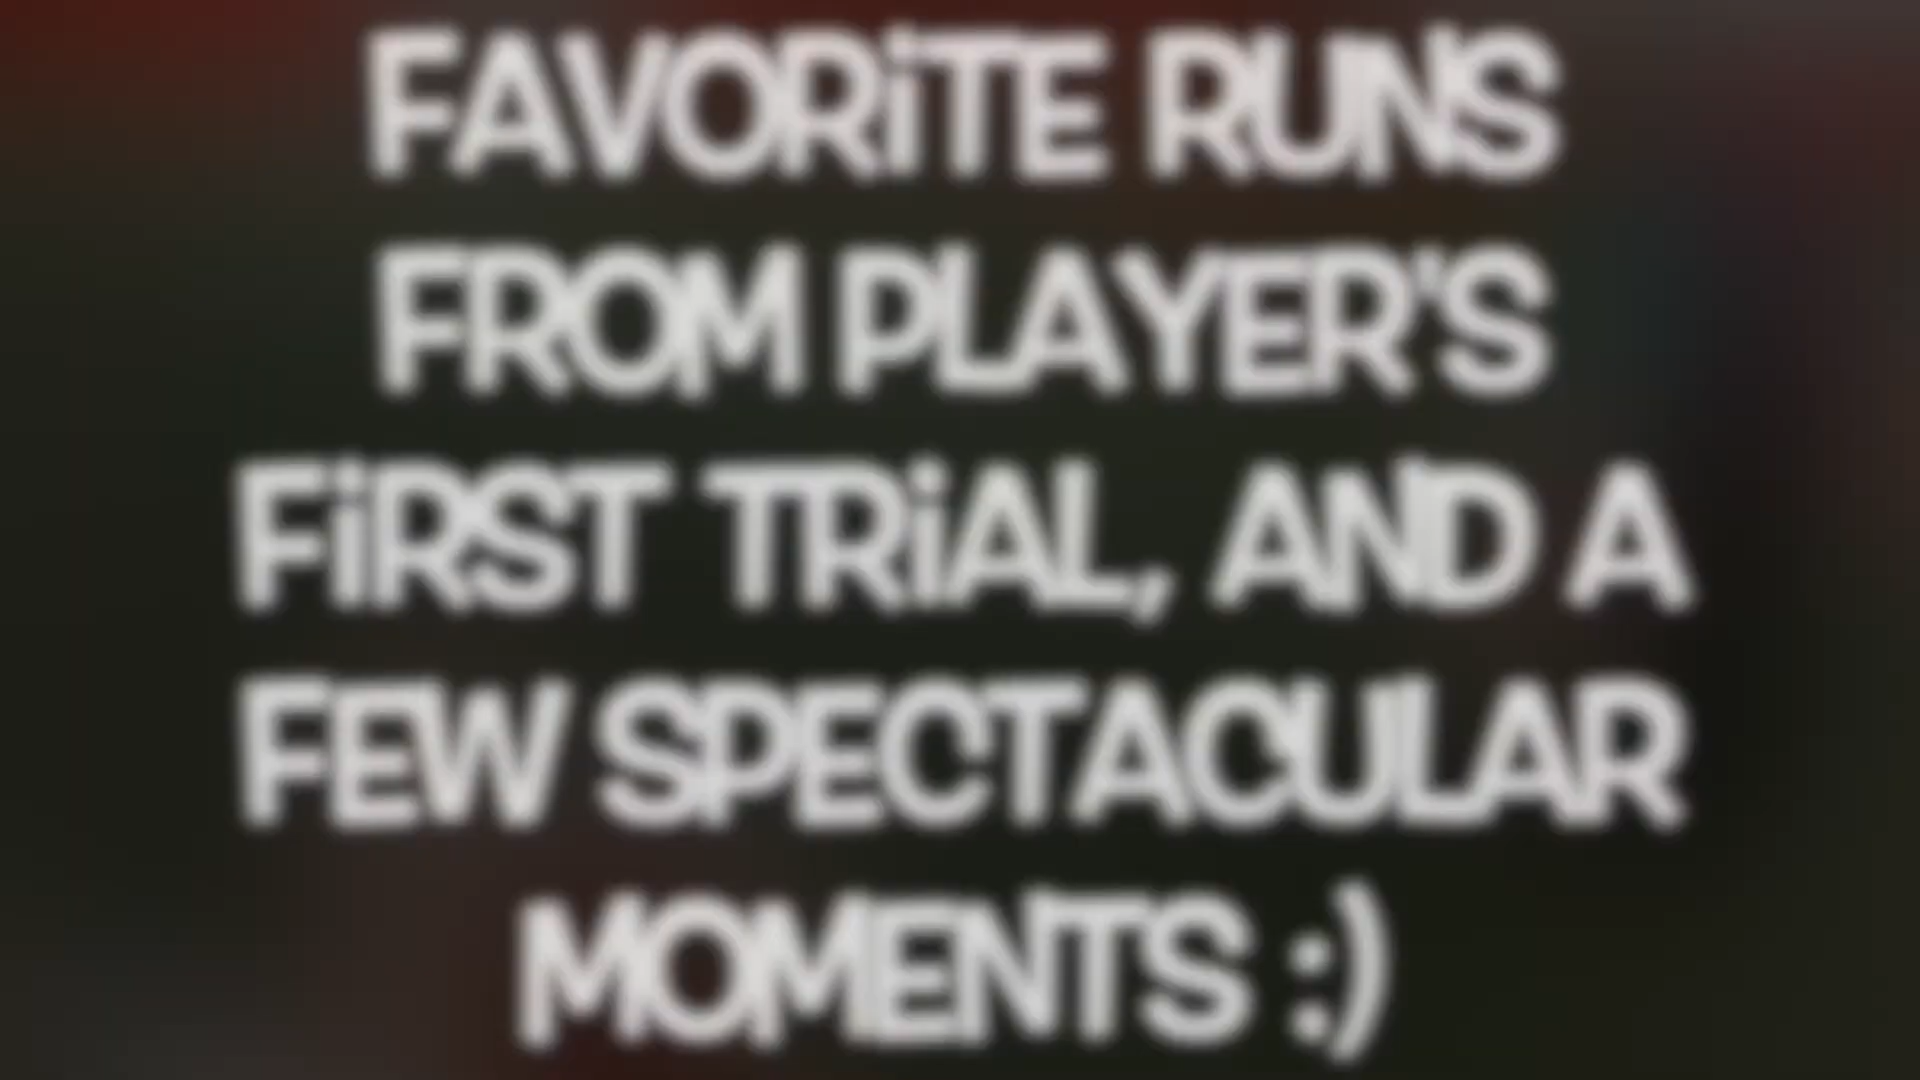 FAVORiTE RUNS
FROM PLAYER'S
FiRST TRiAL, AND A
FEW SPECTACULAR
MOMENTS :)